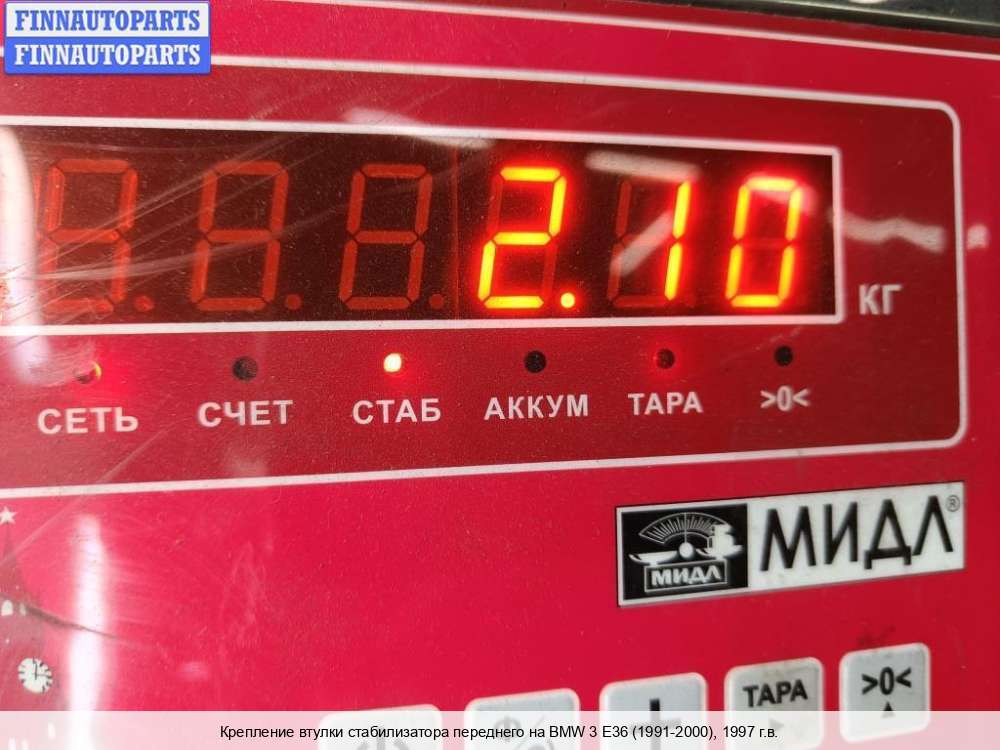 FINNAUTOPARTS
FINNAUTOPARTS
2.10
КГ
СЕТЬ СЧЕТ СТАБ АККУМ ТАРА >0<
МИДЛ МИДЛ®
ТАРА >0<
Крепление втулки стабилизатора переднего на BMW 3 E36 (1991-2000), 1997 г.в.